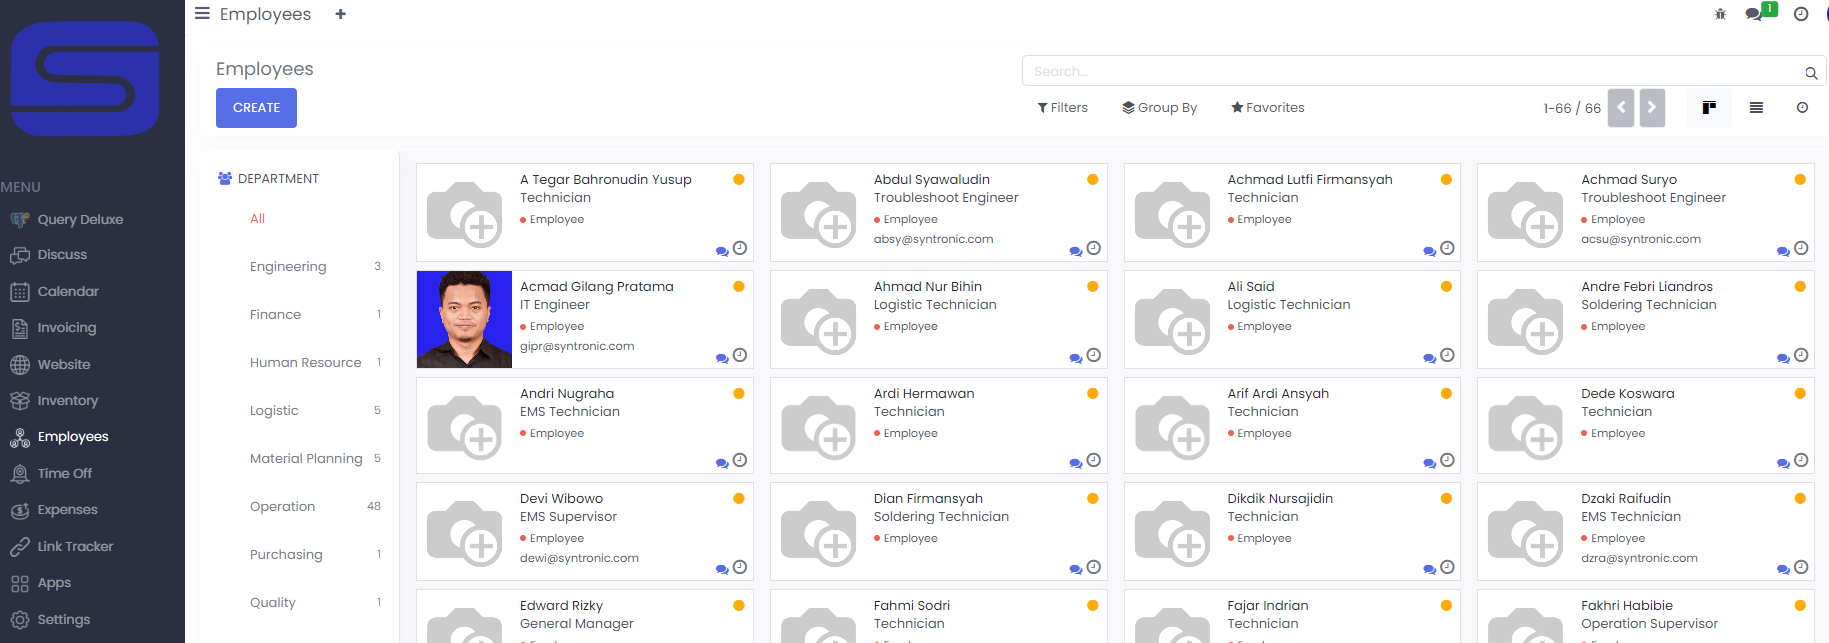 Employees
1
MENU
Query Deluxe
Discuss
Calendar
Invoicing
Website
Inventory
Employees
Time Off
Expenses
Link Tracker
Apps
Settings
Employees
CREATE
Search...
Filters
Group By
Favorites
1-66 / 66
DEPARTMENT
All
Engineering 3
Finance 1
Human Resource 1
Logistic 5
Material Planning 5
Operation 48
Purchasing 1
Quality 1
A Tegar Bahronudin Yusup
Technician
Employee
Abdul Syawaludin
Troubleshoot Engineer
Employee
absy@syntronic.com
Achmad Lutfi Firmansyah
Technician
Employee
Achmad Suryo
Troubleshoot Engineer
Employee
acsu@syntronic.com
Acmad Gilang Pratama
IT Engineer
Employee
gipr@syntronic.com
Ahmad Nur Bihin
Logistic Technician
Employee
Ali Said
Logistic Technician
Employee
Andre Febri Liandros
Soldering Technician
Employee
Andri Nugraha
EMS Technician
Employee
Ardi Hermawan
Technician
Employee
Arif Ardi Ansyah
Technician
Employee
Dede Koswara
Technician
Employee
Devi Wibowo
EMS Supervisor
Employee
dewi@syntronic.com
Dian Firmansyah
Soldering Technician
Employee
Dikdik Nursajidin
Technician
Employee
Dzaki Raifudin
EMS Technician
Employee
dzra@syntronic.com
Edward Rizky
General Manager
Fahmi Sodri
Technician
Fajar Indrian
Technician
Fakhri Habibie
Operation Supervisor